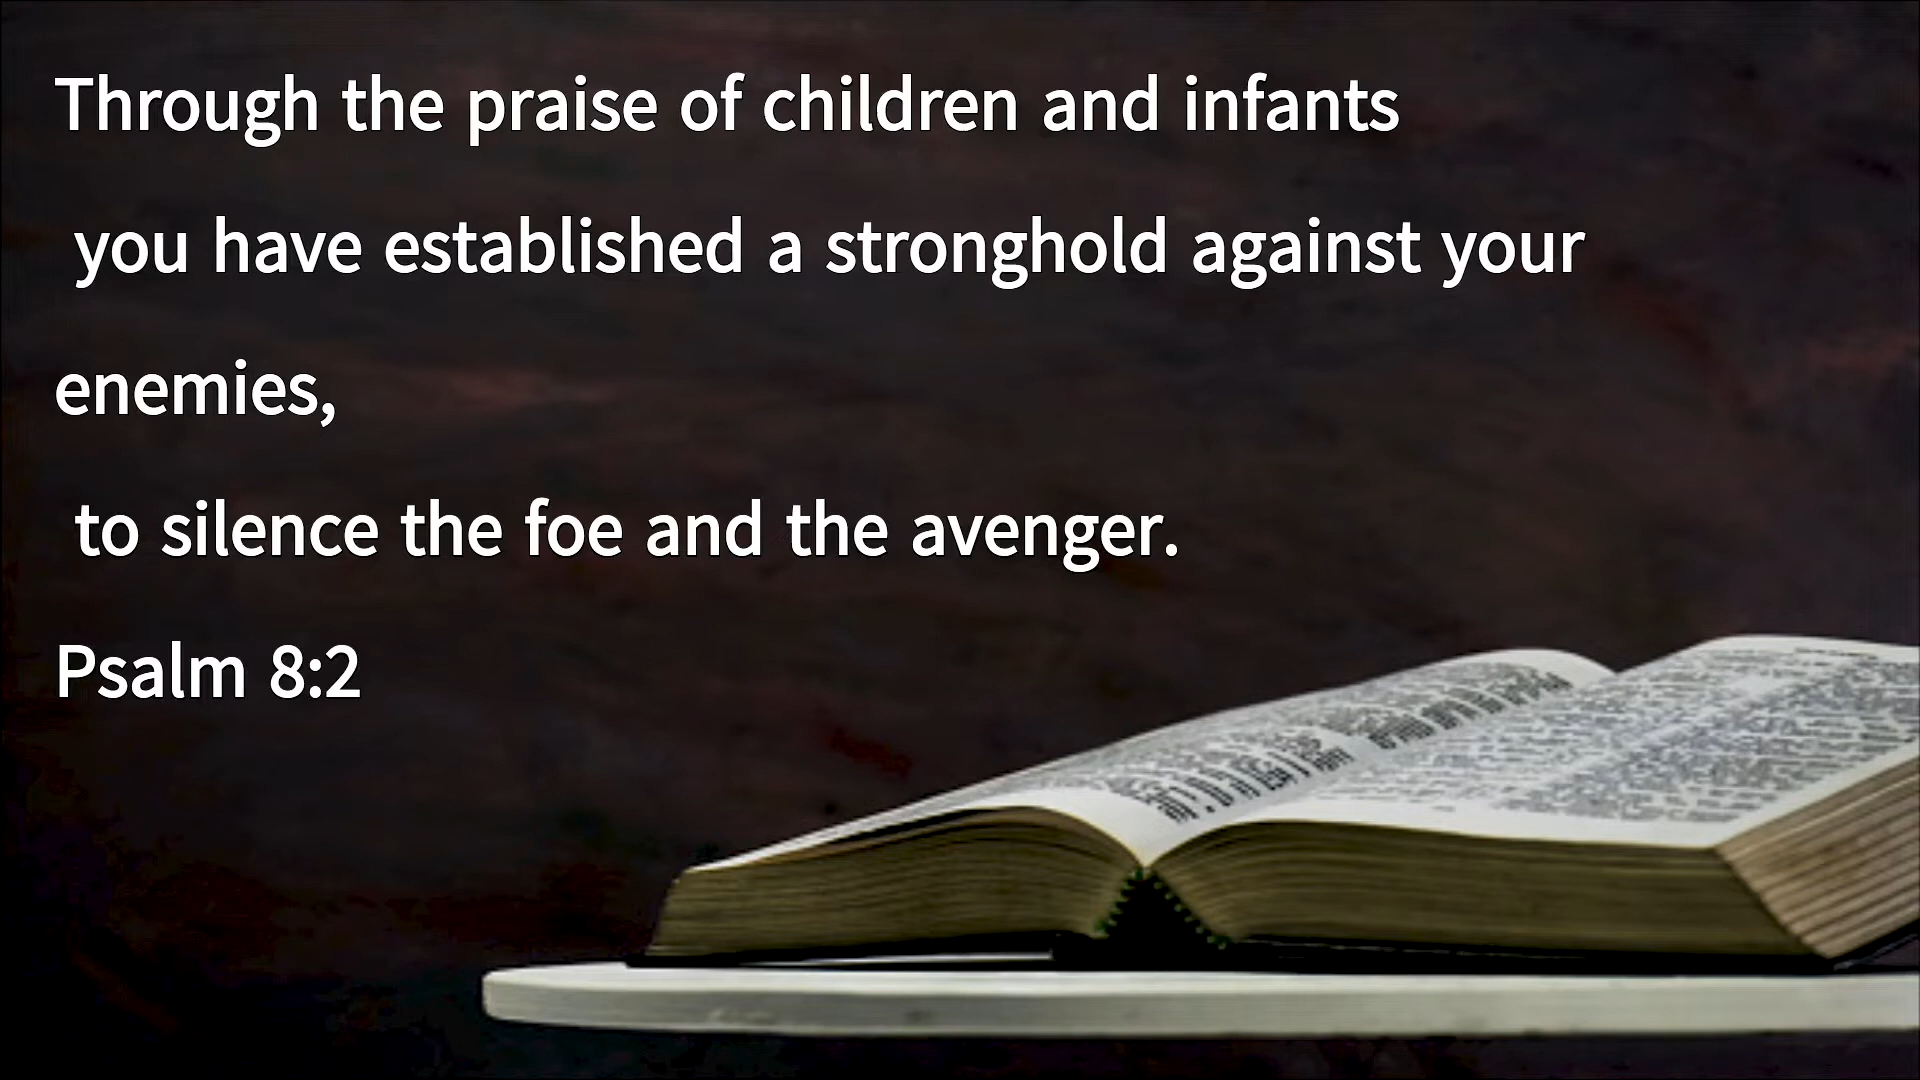 Through the praise of children and infants
you have established a stronghold against your
enemies,
to silence the foe and the avenger.
Psalm 8:2